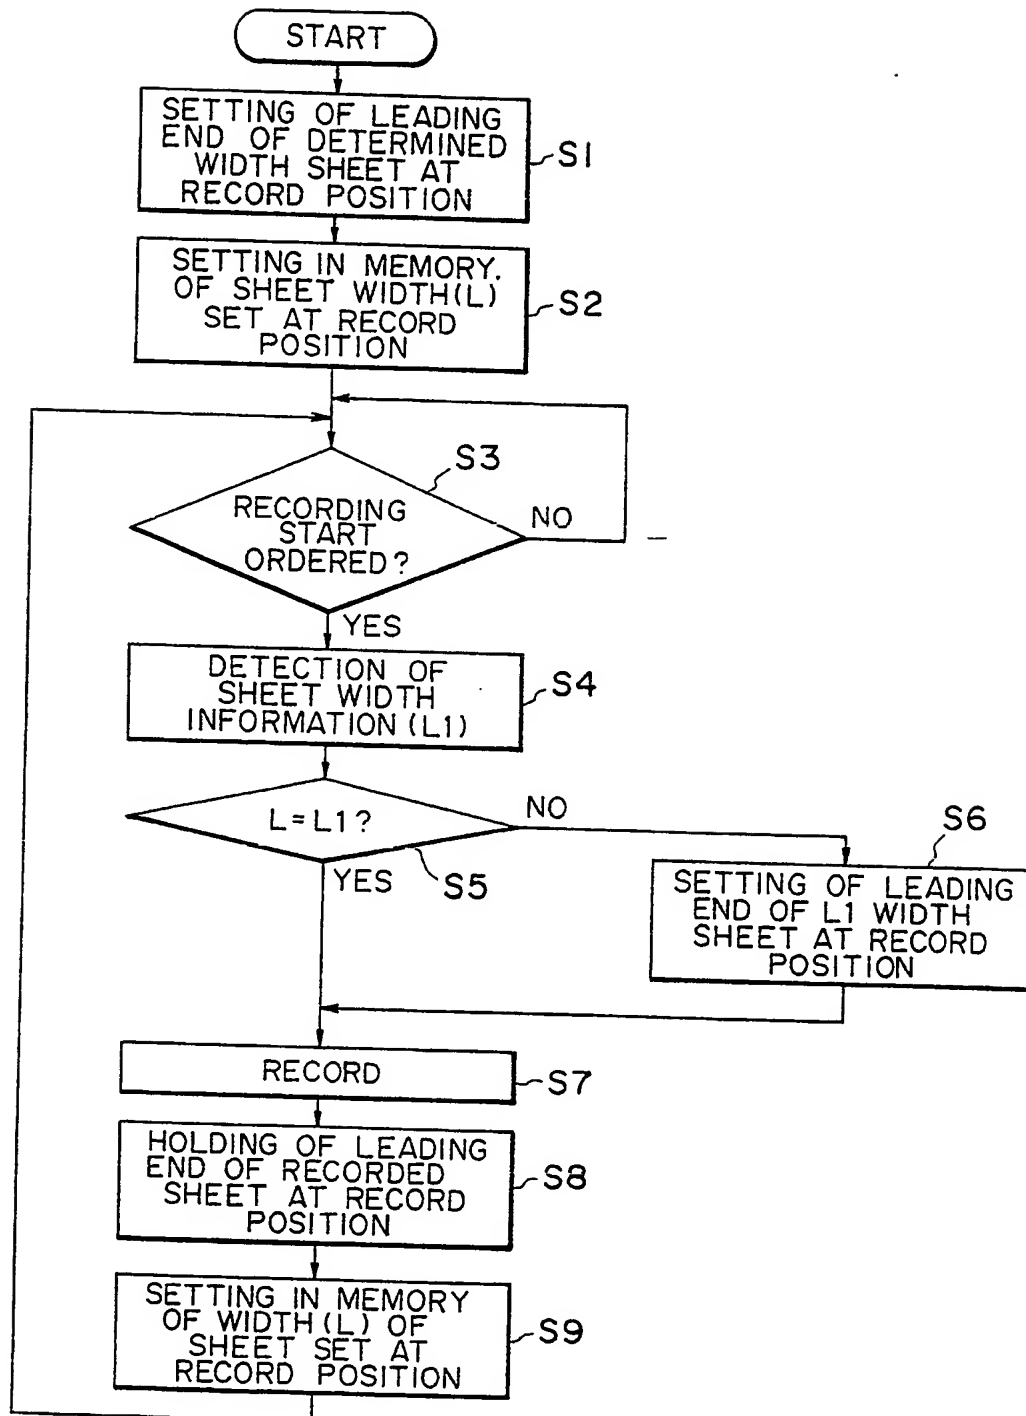 START
SETTING OF LEADING
END OF DETERMINED
WIDTH SHEET AT
RECORD POSITION
S1
SETTING IN MEMORY.
OF SHEET WIDTH(L)
SET AT RECORD
POSITION
S2
S3
RECORDING
START
ORDERED?
NO
YES
DETECTION OF
SHEET WIDTH
INFORMATION (L1)
S4
L=L1?
NO
YES
S5
S6
SETTING OF LEADING
END OF L1 WIDTH
SHEET AT RECORD
POSITION
RECORD
S7
HOLDING OF LEADING
END OF RECORDED
SHEET AT RECORD
POSITION
S8
SETTING IN MEMORY
OF WIDTH(L) OF
SHEET SET AT
RECORD POSITION
S9